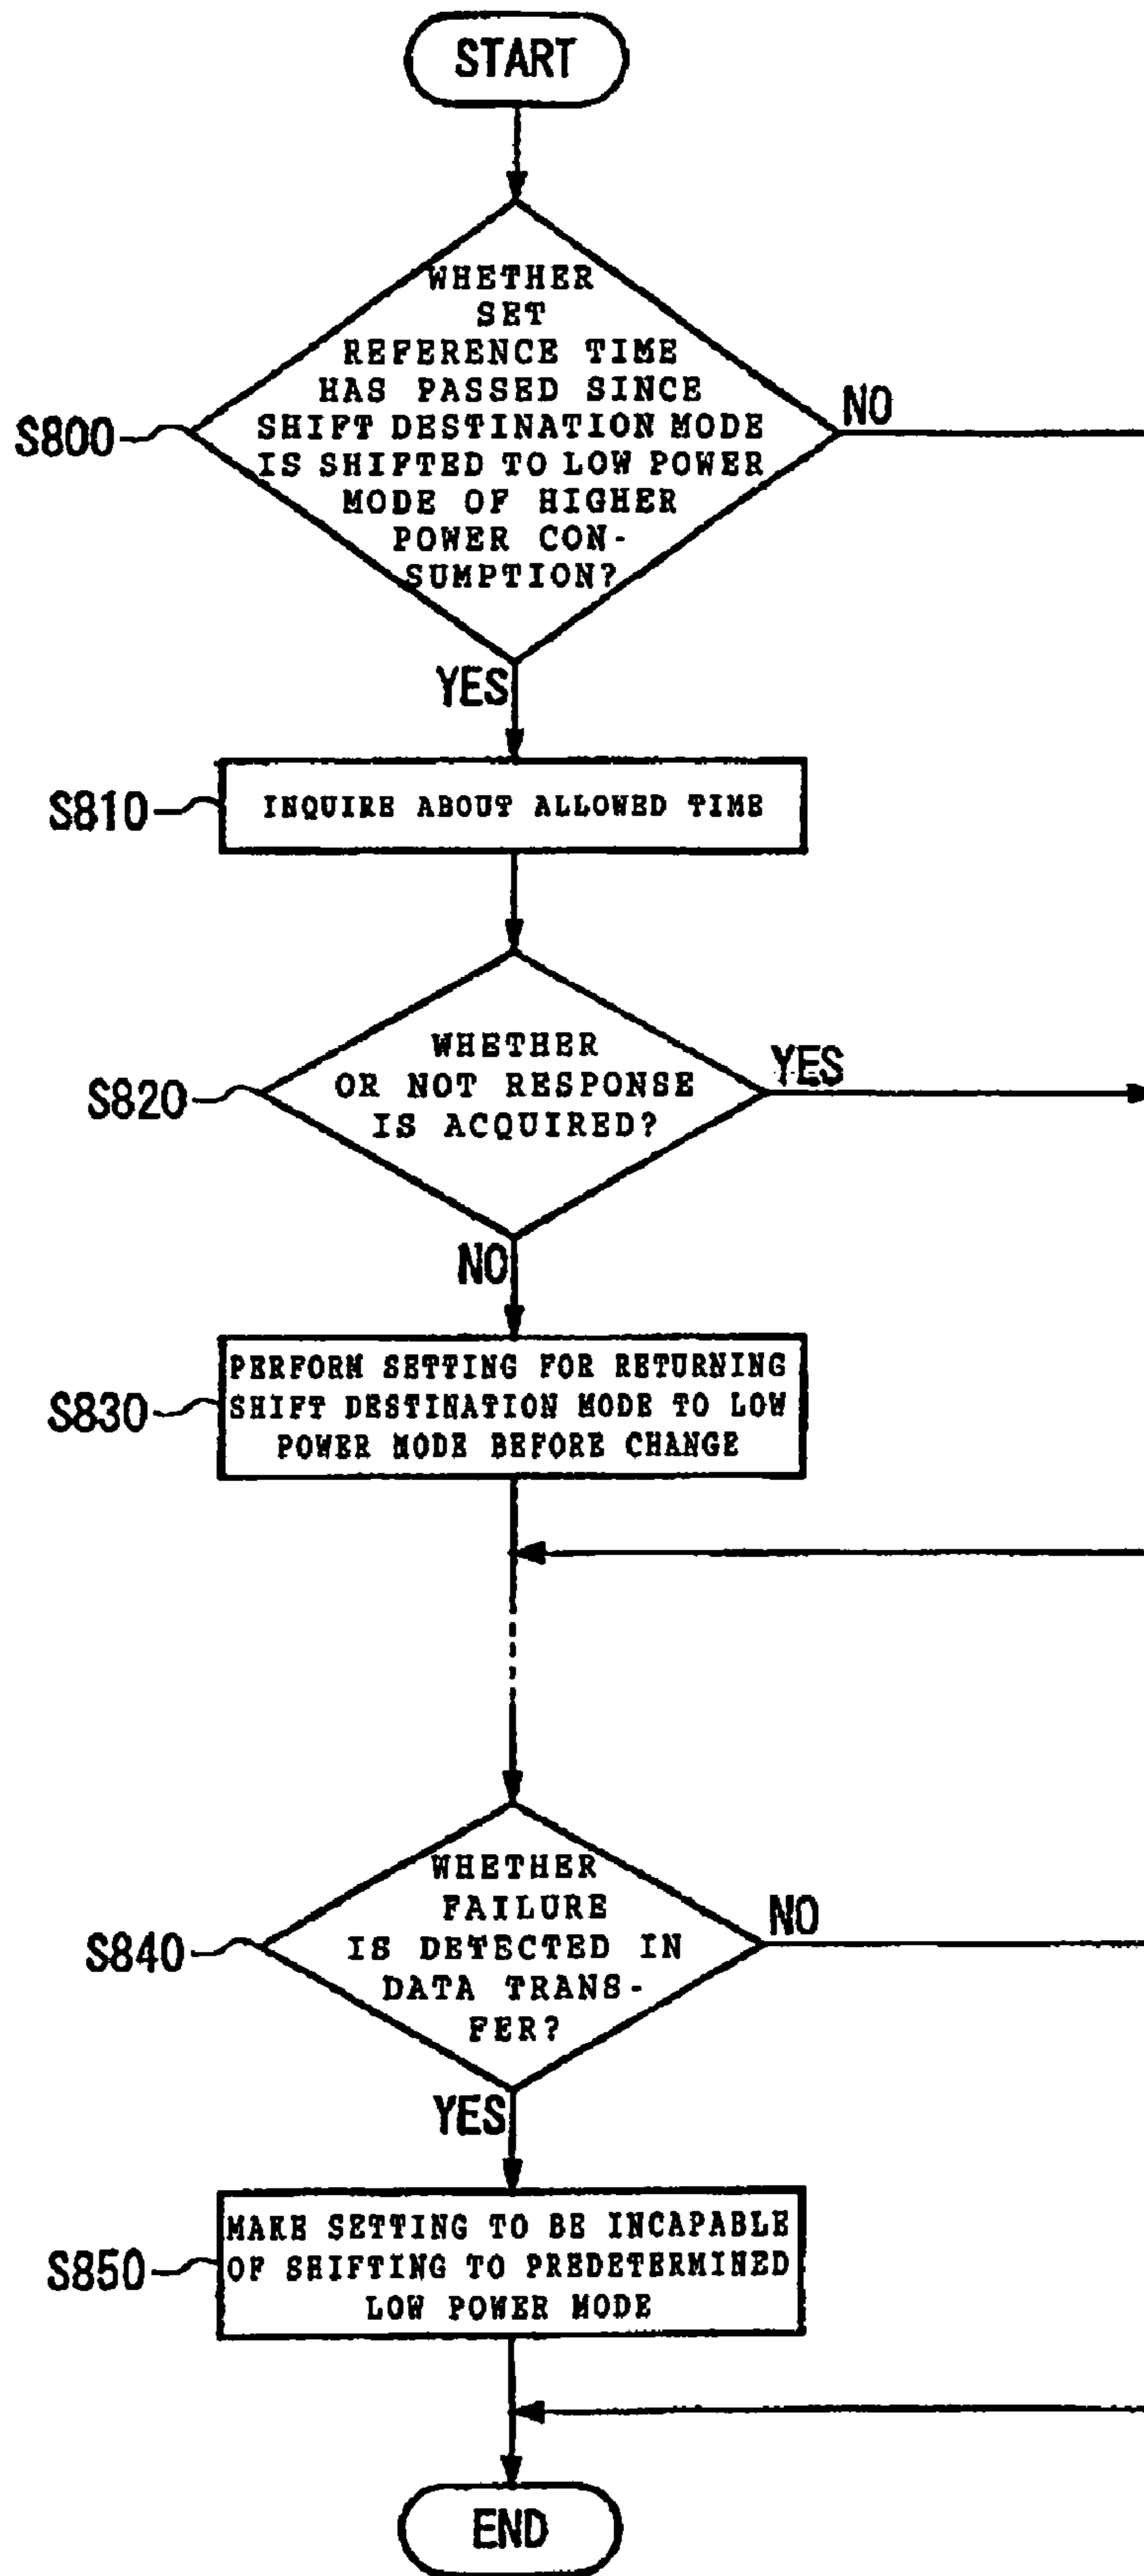 START
WHETHER
SET
REFERENCE TIME
HAS PASSED SINCE
SHIFT DESTINATION MODE
IS SHIFTED TO LOW POWER
MODE OF HIGHER
POWER CON-
SUMPTION?
S800
NO
YES
S810
INQUIRE ABOUT ALLOWED TIME
WHETHER
OR NOT RESPONSE
IS ACQUIRED?
S820
YES
NO
S830
PERFORM SETTING FOR RETURNING
SHIFT DESTINATION MODE TO LOW
POWER MODE BEFORE CHANGE
WHETHER
FAILURE
IS DETECTED IN
DATA TRANS-
FER?
S840
NO
YES
S850
MAKE SETTING TO BE INCAPABLE
OF SHIFTING TO PREDETERMINED
LOW POWER MODE
END